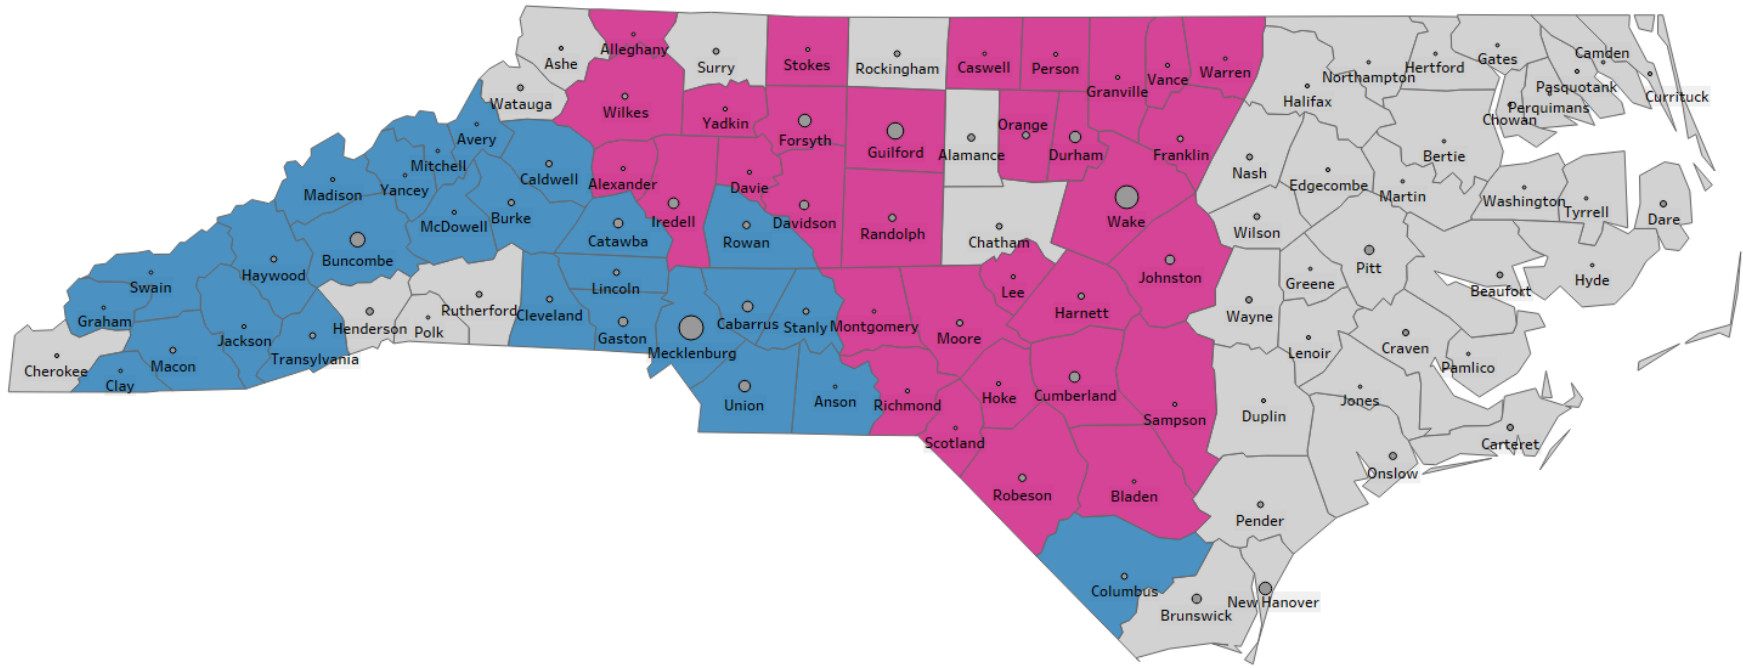 Alleghany
Ashe
Surry
Stokes
Rockingham
Caswell
Person
Granville
Vance
Warren
Northampton
Hertford
Gates
Camden
Pasquotank
Perquimans
Chowan
Currituck
Watauga
Wilkes
Yadkin
Forsyth
Guilford
Alamance
Orange
Durham
Franklin
Halifax
Nash
Edgecombe
Bertie
Martin
Washington
Tyrrell
Dare
Avery
Mitchell
Yancey
Madison
Caldwell
Alexander
Davie
Iredell
Davidson
Randolph
Chatham
Wake
Wilson
Pitt
Beaufort
Hyde
McDowell
Burke
Catawba
Rowan
Buncombe
Haywood
Swain
Graham
Cherokee
Clay
Macon
Jackson
Transylvania
Henderson
Polk
Rutherford
Cleveland
Lincoln
Gaston
Mecklenburg
Cabarrus
Stanly
Montgomery
Moore
Lee
Harnett
Johnston
Greene
Wayne
Lenoir
Craven
Pamlico
Jones
Carteret
Onslow
Union
Anson
Richmond
Scotland
Hoke
Cumberland
Sampson
Duplin
Robeson
Bladen
Pender
Columbus
Brunswick
New Hanover